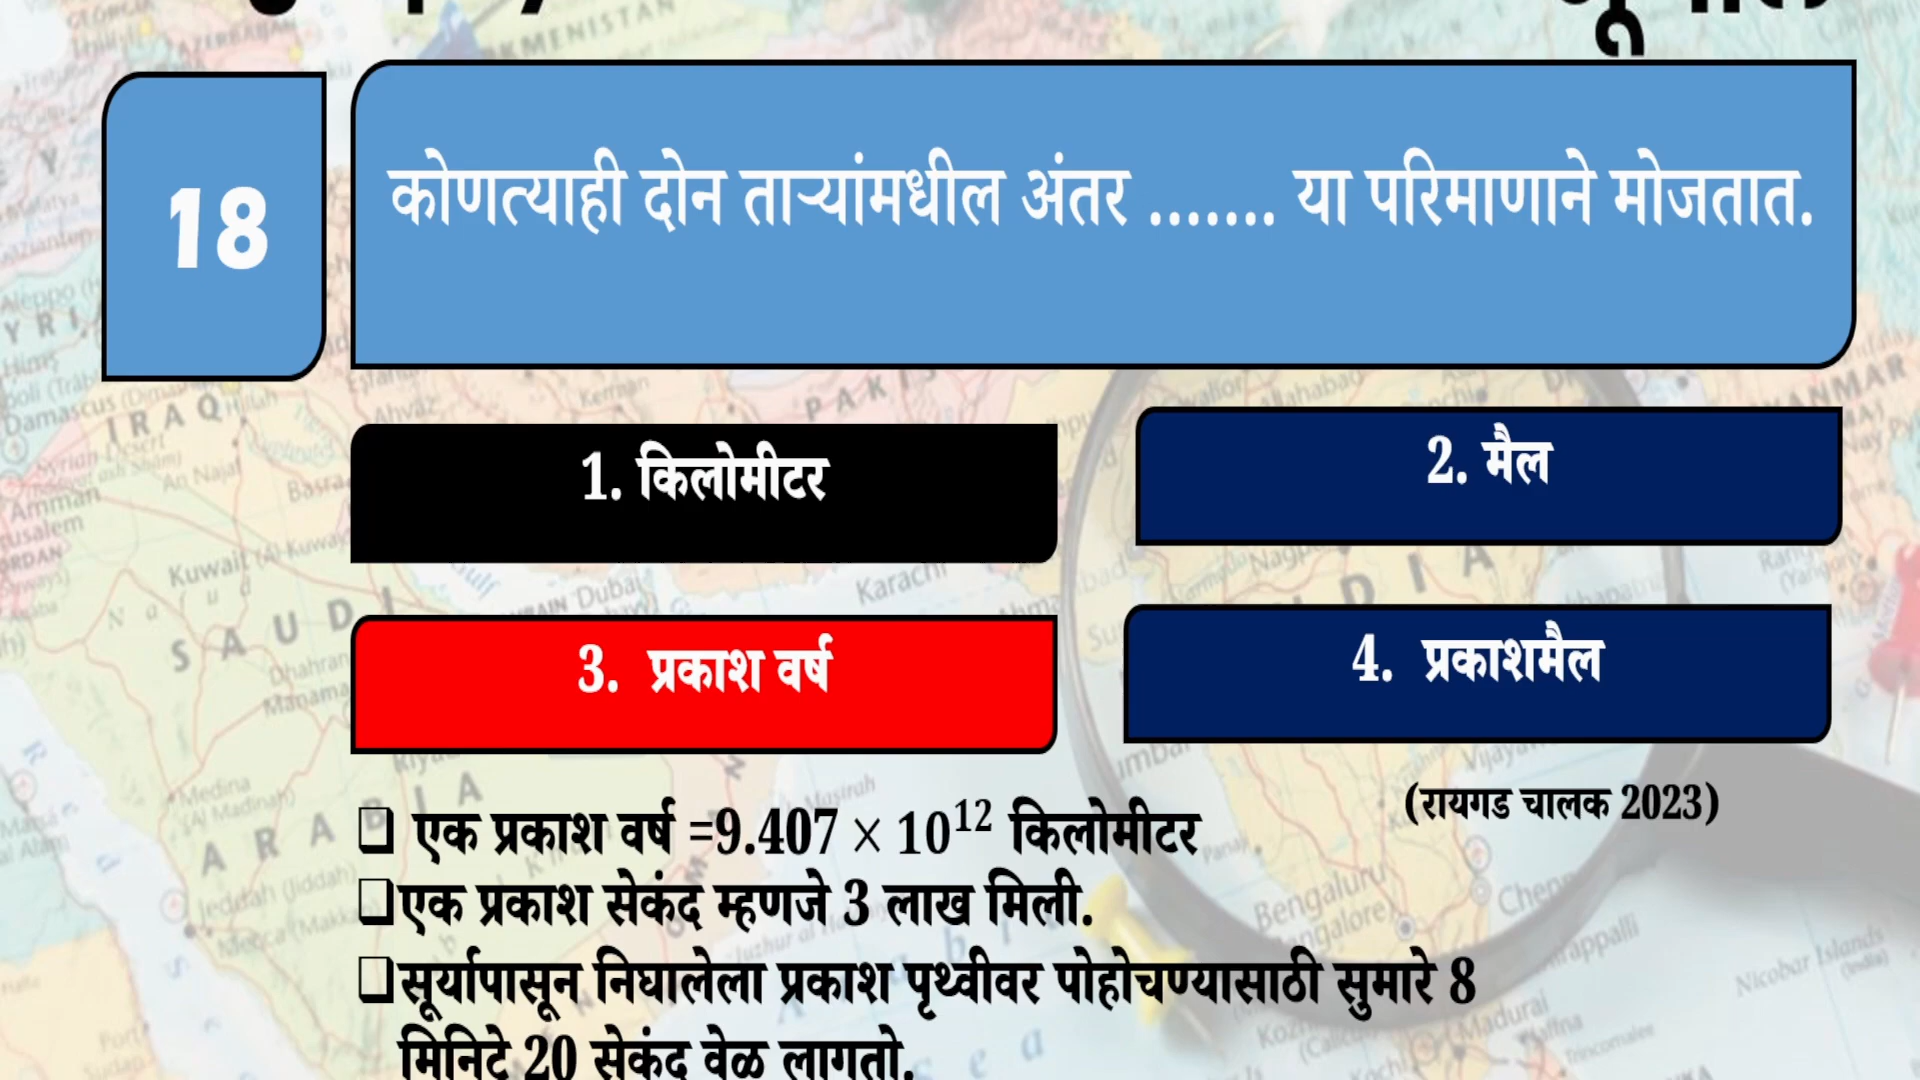 18
कोणत्याही दोन ताऱ्यांमधील अंतर ....... या परिमाणाने मोजतात.
1. किलोमीटर
2. मैल
3. प्रकाश वर्ष
4. प्रकाशमैल
(रायगड चालक 2023)
❑ एक प्रकाश वर्ष =9.407 × 10¹² किलोमीटर
❑एक प्रकाश सेकंद म्हणजे 3 लाख मिली.
❑सूर्यापासून निघालेला प्रकाश पृथ्वीवर पोहोचण्यासाठी सुमारे 8
मिनिटे 20 सेकंद वेळ लागतो.